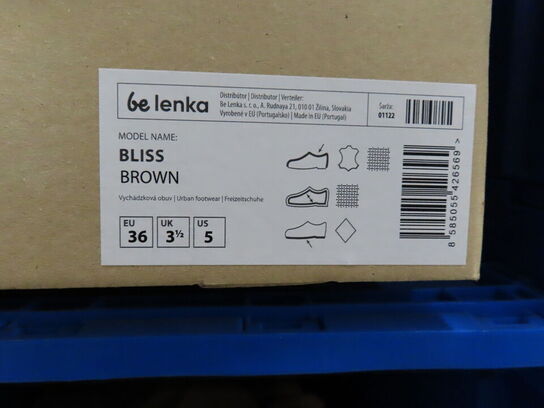 be lenka
Distribútor | Distributor | Verteiler:
Be Lenka s. r. o., A. Rudnaya 21, 010 01 Žilina, Slovakia
Vyrobené v EU (Portugalsko) | Made in EU (Portugal)
Šarža:
01122
MODEL NAME:
BLISS
BROWN
Vychádzková obuv | Urban footwear | Freizeitschuhe
EU
36
UK
3½
US
5
8 585055 426569 >